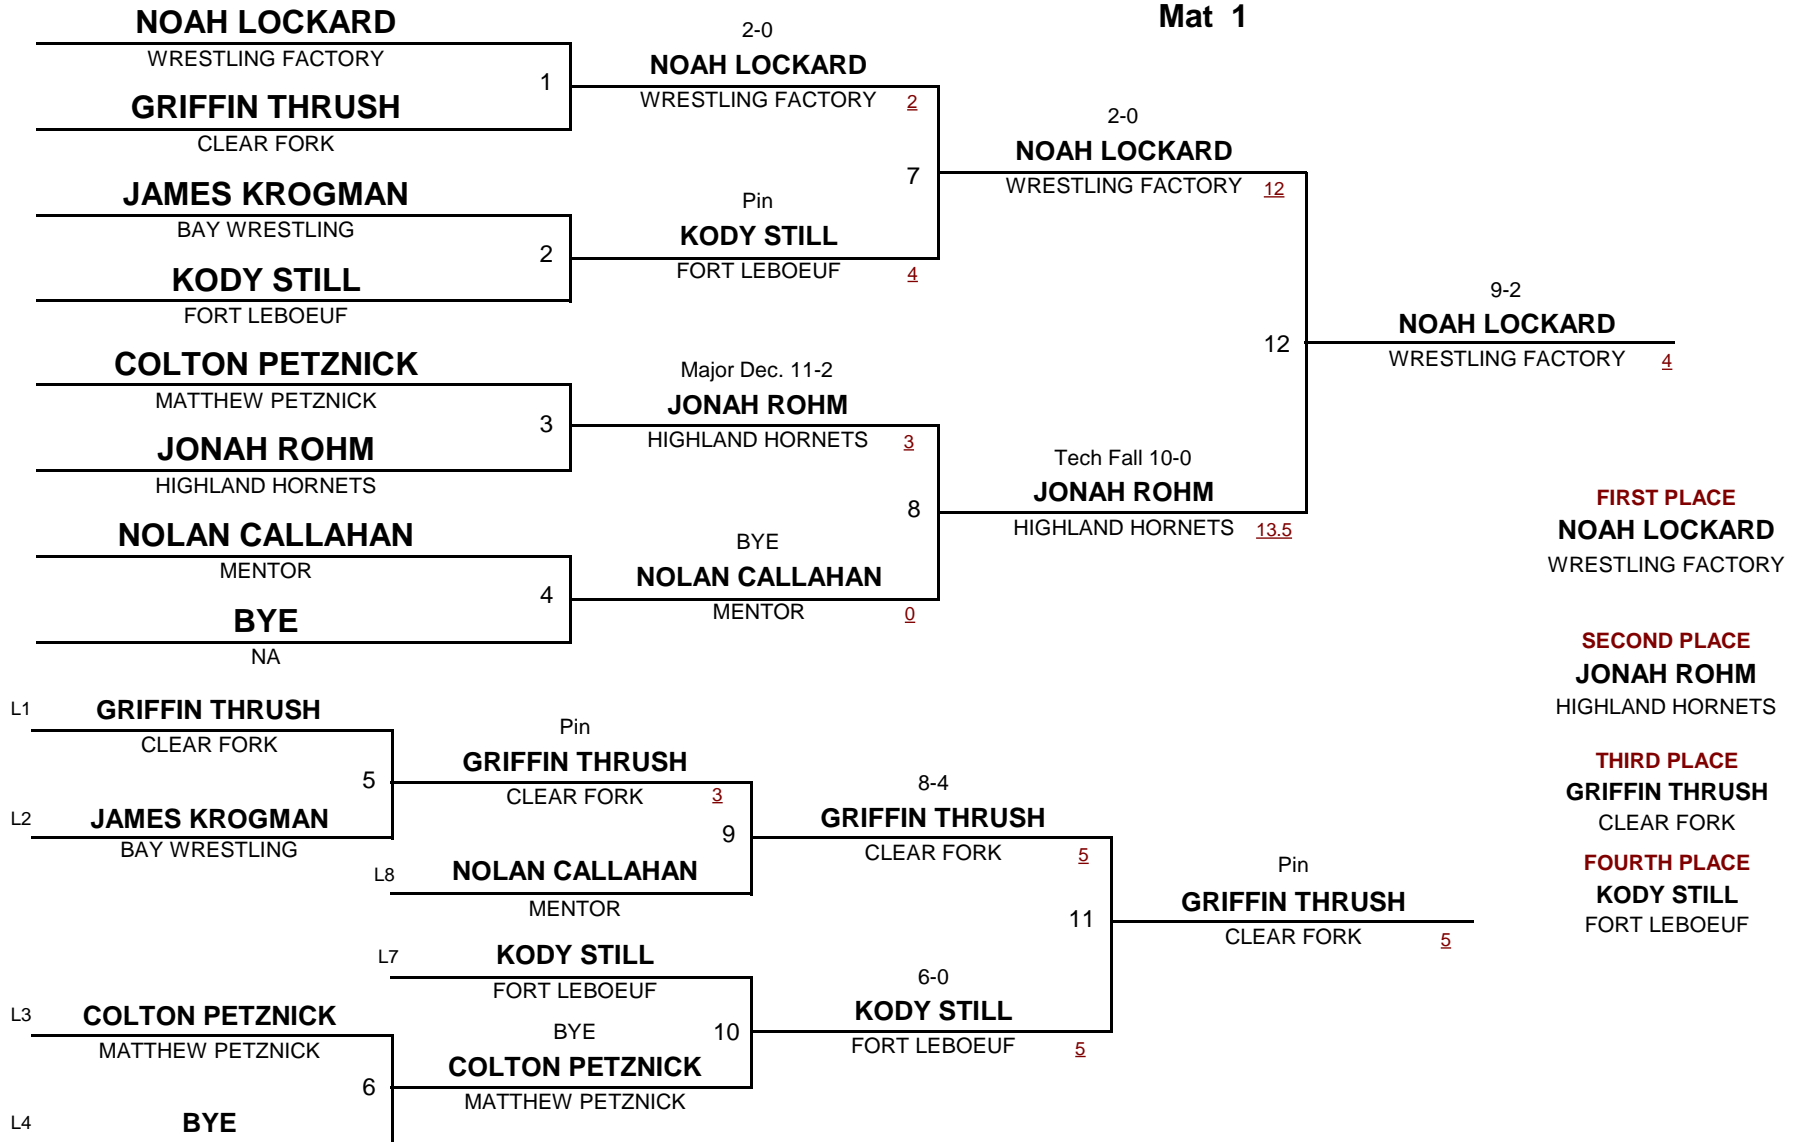 Mat 1
NOAH LOCKARD
WRESTLING FACTORY
1
GRIFFIN THRUSH
CLEAR FORK
JAMES KROGMAN
BAY WRESTLING
2
KODY STILL
FORT LEBOEUF
COLTON PETZNICK
MATTHEW PETZNICK
3
JONAH ROHM
HIGHLAND HORNETS
NOLAN CALLAHAN
MENTOR
4
BYE
NA
2-0
NOAH LOCKARD
WRESTLING FACTORY 2
7
Pin
KODY STILL
FORT LEBOEUF 4
Major Dec. 11-2
JONAH ROHM
HIGHLAND HORNETS 3
8
BYE
NOLAN CALLAHAN
MENTOR 0
2-0
NOAH LOCKARD
WRESTLING FACTORY 12
12
Tech Fall 10-0
JONAH ROHM
HIGHLAND HORNETS 13.5
9-2
NOAH LOCKARD
WRESTLING FACTORY 4
FIRST PLACE
NOAH LOCKARD
WRESTLING FACTORY
SECOND PLACE
JONAH ROHM
HIGHLAND HORNETS
THIRD PLACE
GRIFFIN THRUSH
CLEAR FORK
FOURTH PLACE
KODY STILL
FORT LEBOEUF
L1 GRIFFIN THRUSH
CLEAR FORK
5
L2 JAMES KROGMAN
BAY WRESTLING
L3 COLTON PETZNICK
MATTHEW PETZNICK
6
L4 BYE
Pin
GRIFFIN THRUSH
CLEAR FORK 3
9
L8 NOLAN CALLAHAN
MENTOR
L7 KODY STILL
FORT LEBOEUF
BYE 10
COLTON PETZNICK
MATTHEW PETZNICK
8-4
GRIFFIN THRUSH
CLEAR FORK 5
11
6-0
KODY STILL
FORT LEBOEUF 5
Pin
GRIFFIN THRUSH
CLEAR FORK 5